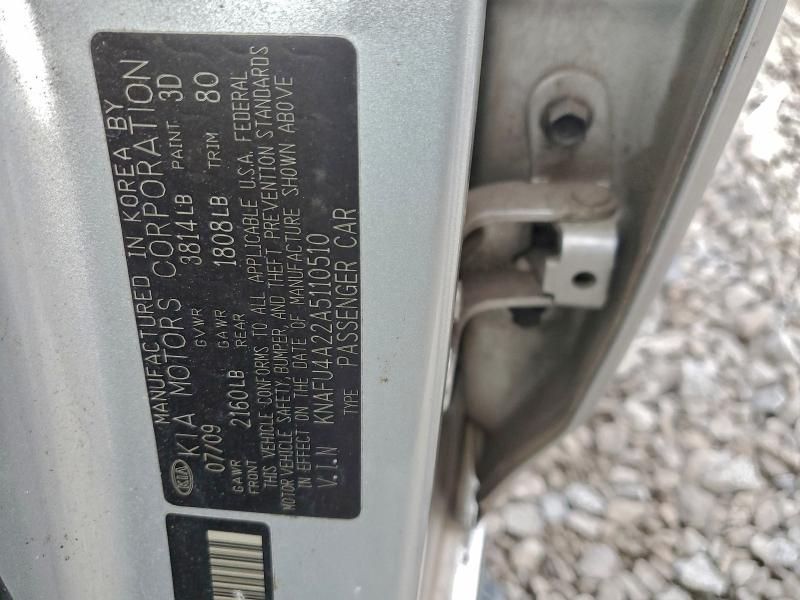 MANUFACTURED IN KOREA BY
KIA KIA MOTORS CORPORATION
07/09 GVWR 3814LB PAINT 3D
GAWR FRONT 2160LB GAWR REAR 1808LB TRIM 80
THIS VEHICLE CONFORMS TO ALL APPLICABLE U.S.A. FEDERAL
MOTOR VEHICLE SAFETY, BUMPER, AND THEFT PREVENTION STANDARDS
IN EFFECT ON THE DATE OF MANUFACTURE SHOWN ABOVE
V.I.N KNAFU4A22A5110510
TYPE PASSENGER CAR